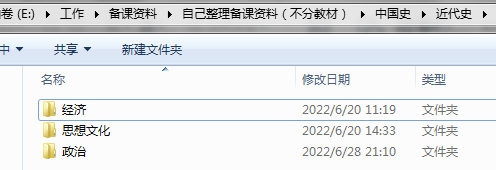 卷 (E:) ▸ 工作 ▸ 备课资料 ▸ 自己整理备课资料（不分教材） ▸ 中国史 ▸ 近代史 ▸
中 共享 新建文件夹
名称 修改日期 类型
经济 2022/6/20 11:19 文件夹
思想文化 2022/6/20 14:33 文件夹
政治 2022/6/28 21:10 文件夹